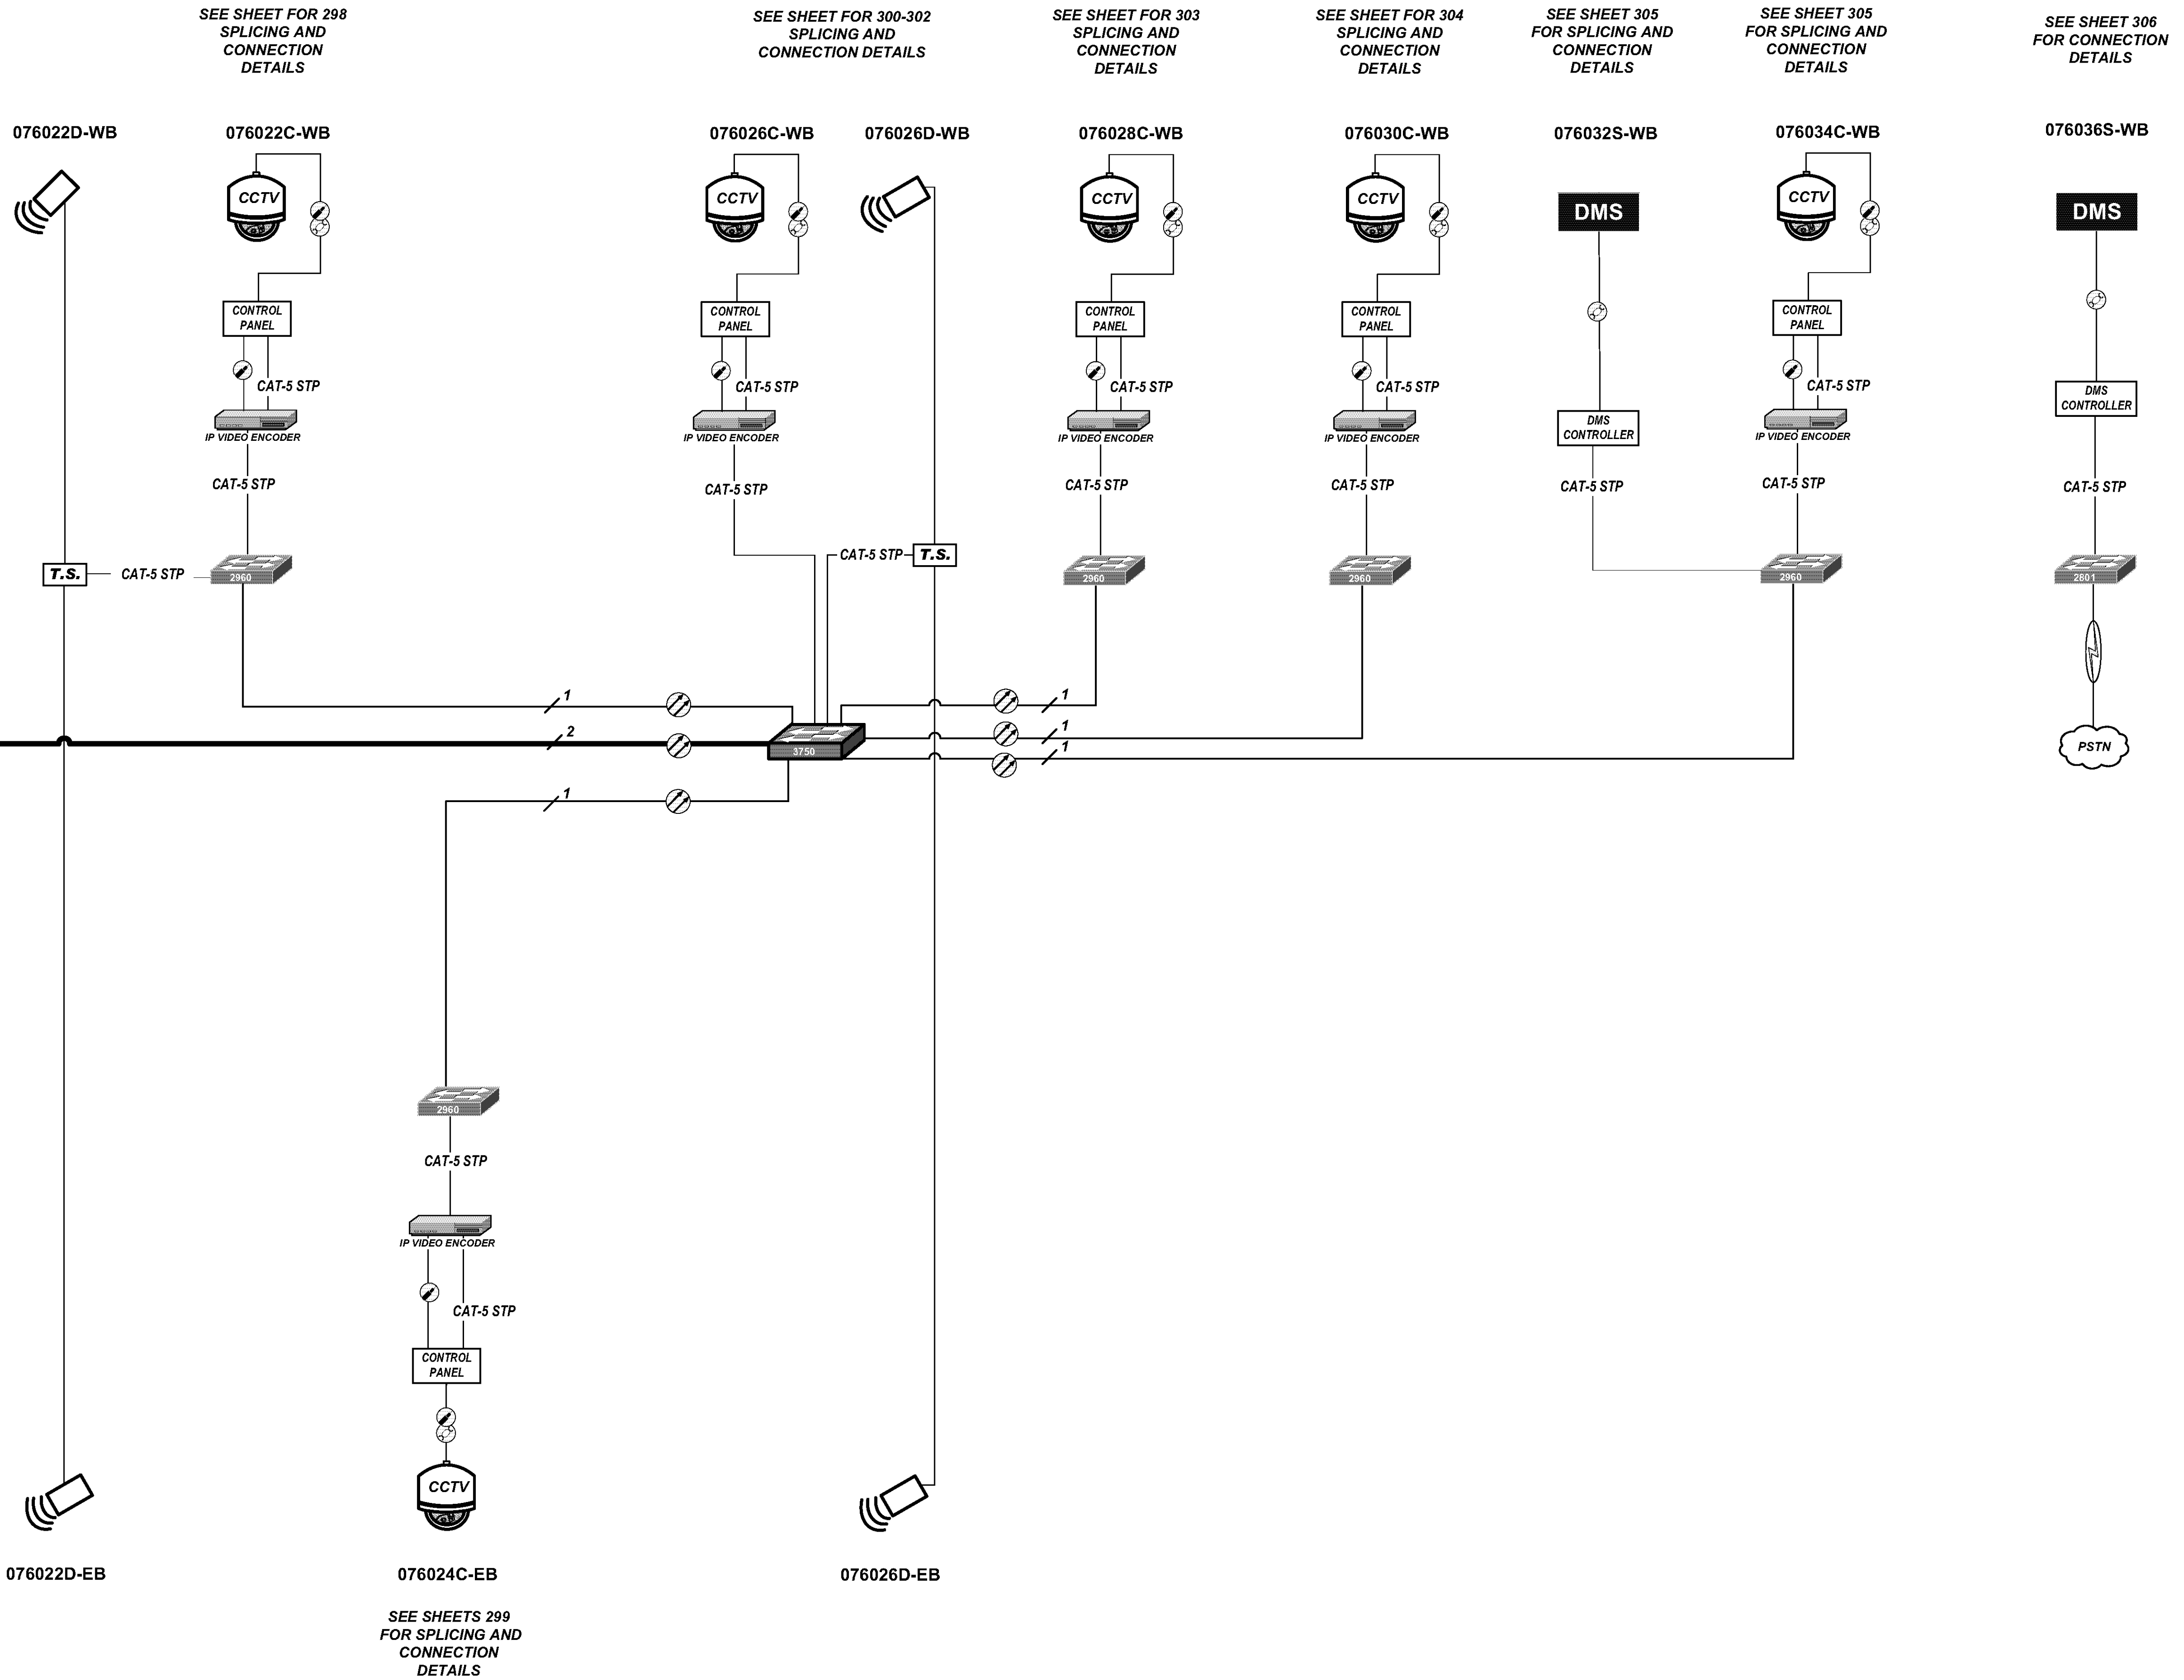 SEE SHEET FOR 298
SPLICING AND
CONNECTION
DETAILS
SEE SHEET FOR 300-302
SPLICING AND
CONNECTION DETAILS
SEE SHEET FOR 303
SPLICING AND
CONNECTION
DETAILS
SEE SHEET FOR 304
SPLICING AND
CONNECTION
DETAILS
SEE SHEET 305
FOR SPLICING AND
CONNECTION
DETAILS
SEE SHEET 305
FOR SPLICING AND
CONNECTION
DETAILS
SEE SHEET 306
FOR CONNECTION
DETAILS
076022D-WB
076022C-WB
076026C-WB
076026D-WB
076028C-WB
076030C-WB
076032S-WB
076034C-WB
076036S-WB
CCTV
CCTV
CCTV
CCTV
DMS
CCTV
DMS
CONTROL
PANEL
CONTROL
PANEL
CONTROL
PANEL
CONTROL
PANEL
CONTROL
PANEL
CAT-5 STP
CAT-5 STP
CAT-5 STP
CAT-5 STP
CAT-5 STP
DMS
CONTROLLER
DMS
CONTROLLER
IP VIDEO ENCODER
IP VIDEO ENCODER
IP VIDEO ENCODER
IP VIDEO ENCODER
IP VIDEO ENCODER
CAT-5 STP
CAT-5 STP
CAT-5 STP
CAT-5 STP
CAT-5 STP
CAT-5 STP
CAT-5 STP
T.S.
CAT-5 STP
2960
CAT-5 STP
T.S.
2960
2960
2960
2801
1
1
2
1
3750
1
PSTN
1
2960
CAT-5 STP
IP VIDEO ENCODER
CAT-5 STP
CONTROL
PANEL
CCTV
076022D-EB
076024C-EB
076026D-EB
SEE SHEETS 299
FOR SPLICING AND
CONNECTION
DETAILS